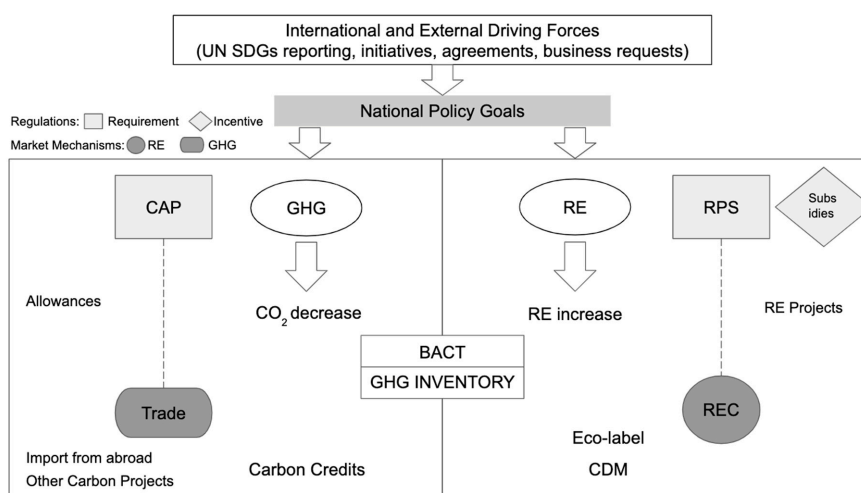 International and External Driving Forces
(UN SDGs reporting, initiatives, agreements, business requests)
National Policy Goals
Regulations: Requirement Incentive
Market Mechanisms: RE GHG
CAP
GHG
RE
RPS
Subs
idies
Allowances
CO2 decrease
RE increase
RE Projects
BACT
GHG INVENTORY
Trade
REC
Eco-label
Import from abroad
Other Carbon Projects
Carbon Credits
CDM